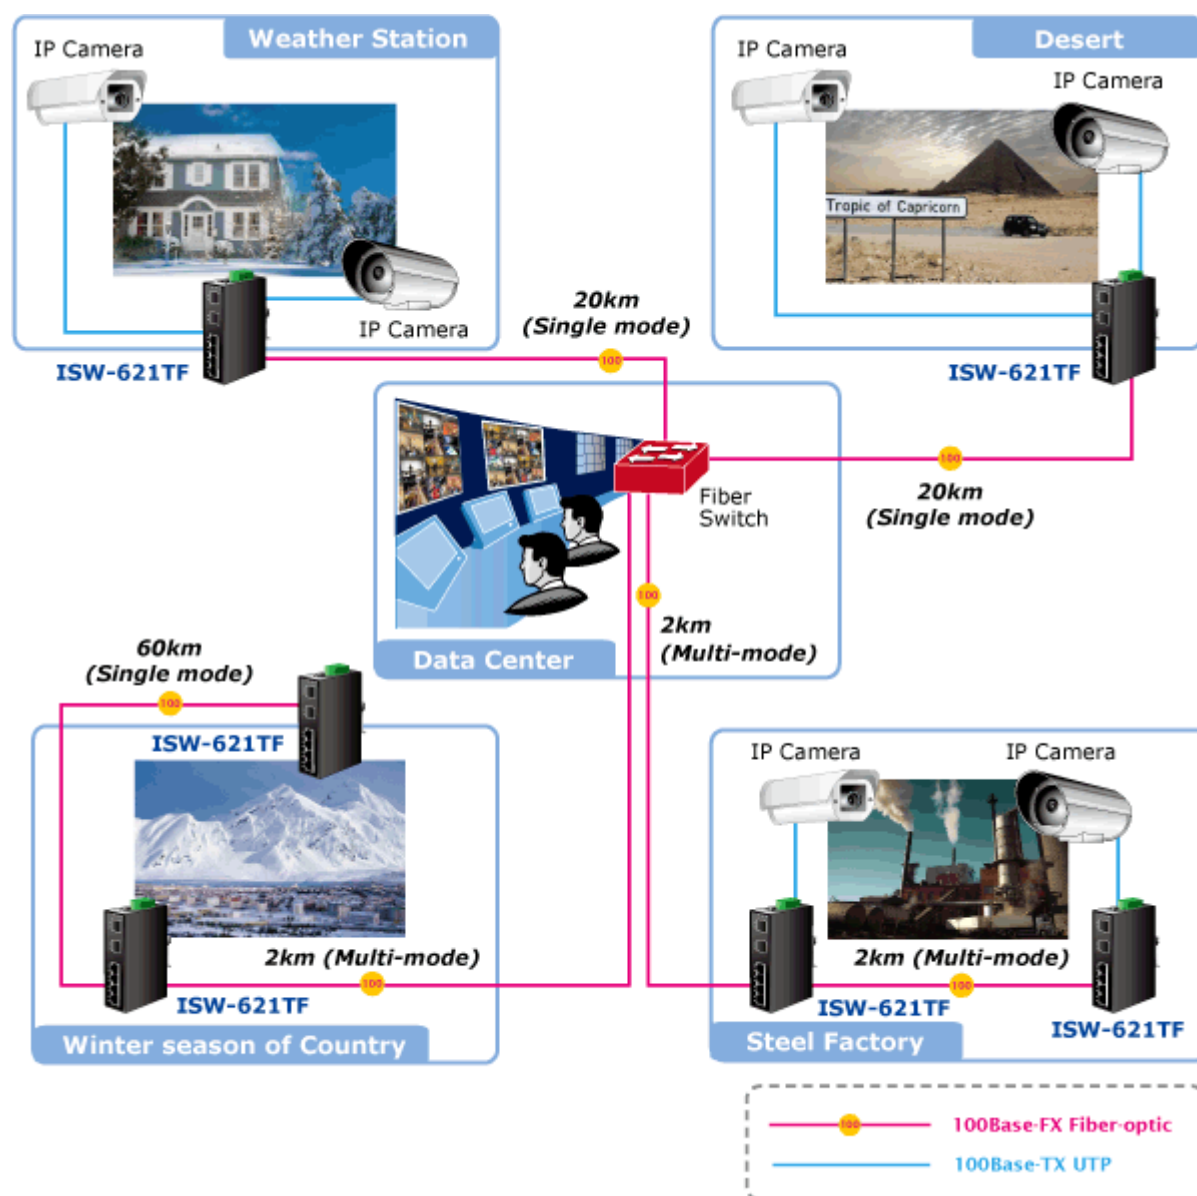 Weather Station
IP Camera
IP Camera
ISW-621TF
Desert
IP Camera
IP Camera
Tropic of Capricorn
ISW-621TF
20km
(Single mode)
100
100
20km
(Single mode)
Fiber
Switch
100
2km
(Multi-mode)
Data Center
60km
(Single mode)
100
ISW-621TF
2km (Multi-mode)
100
ISW-621TF
Winter season of Country
IP Camera
IP Camera
2km (Multi-mode)
100
ISW-621TF
ISW-621TF
Steel Factory
100
100Base-FX Fiber-optic
100Base-TX UTP